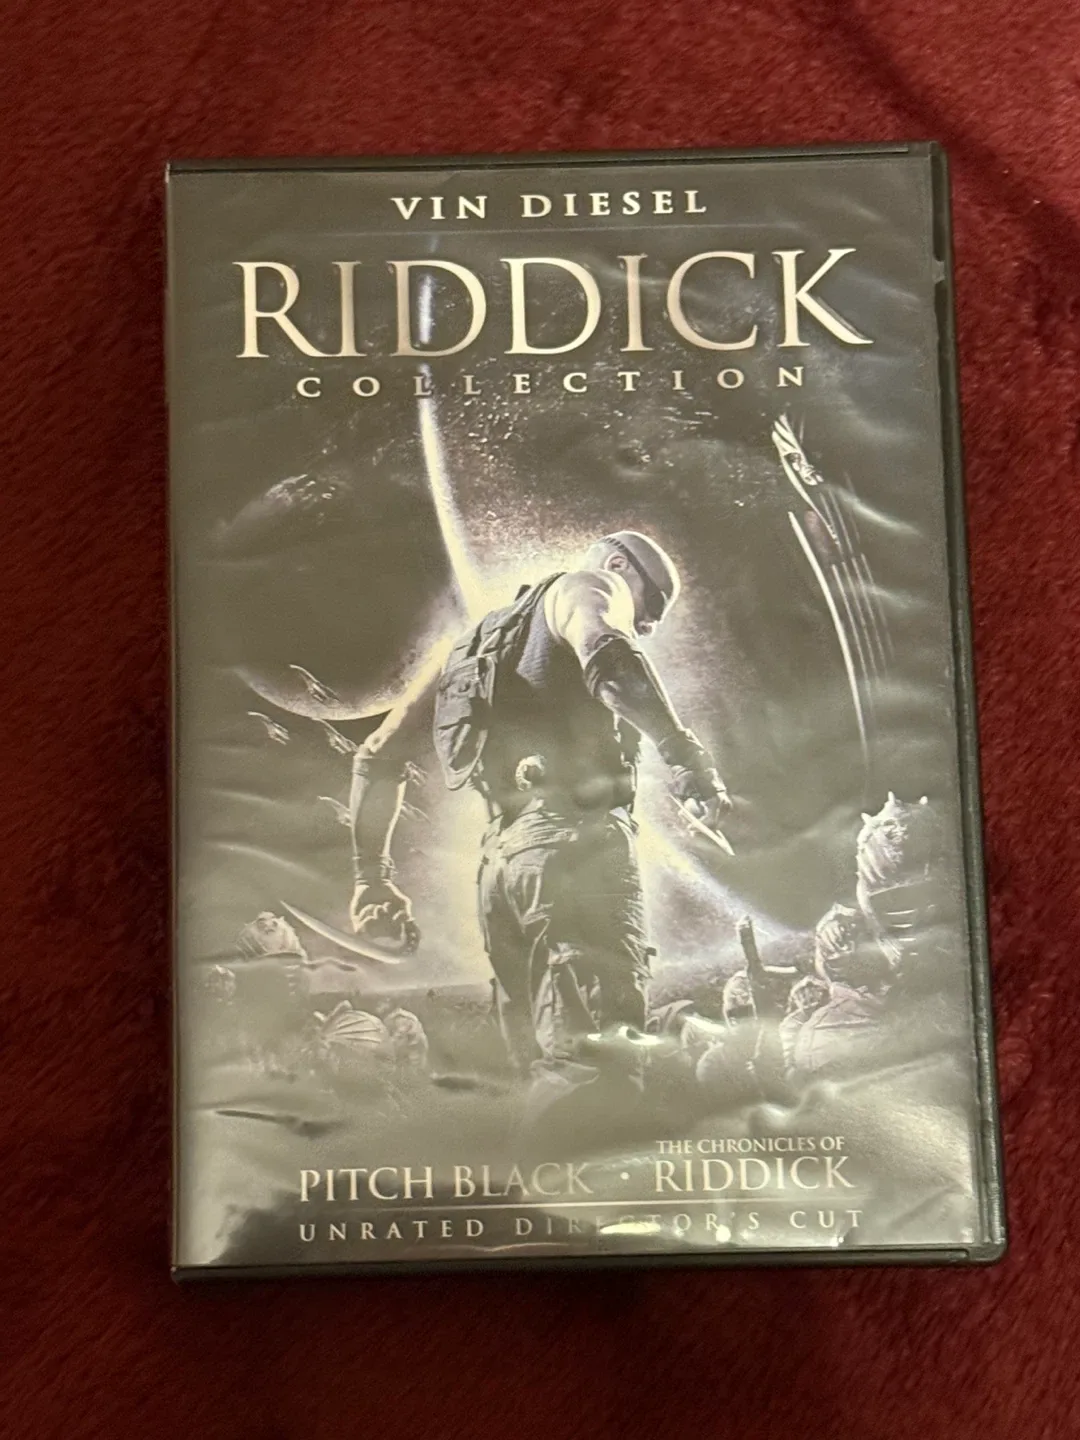 VIN DIESEL
RIDDICK
COLLECTION
PITCH BLACK · THE CHRONICLES OF RIDDICK
UNRATED DIRECTOR'S CUT